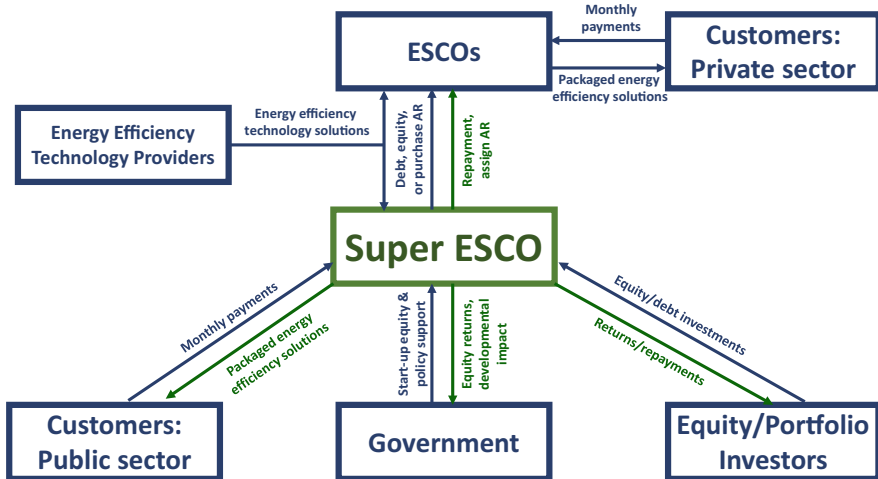 Monthly
payments
ESCOs
Customers:
Private sector
Packaged energy
efficiency solutions
Energy efficiency
technology solutions
Energy Efficiency
Technology Providers
Debt, equity,
or purchase AR
Repayment,
assign AR
Super ESCO
Monthly payments
Packaged energy
efficiency solutions
Start-up equity &
policy support
Equity returns,
developmental
impact
Equity/debt investments
Returns/repayments
Customers:
Public sector
Government
Equity/Portfolio
Investors